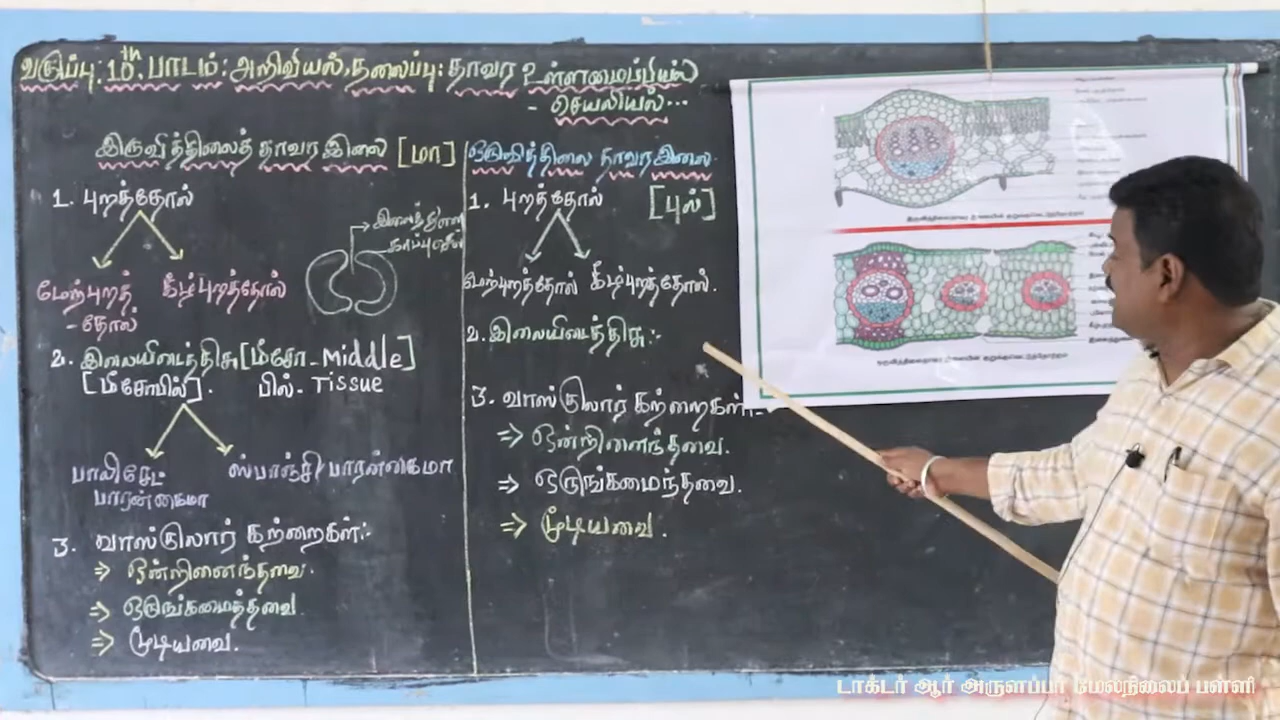 வகுப்பு: 10th. பாடம்: அறிவியல், தலைப்பு: தாவர உள்ளமைப்பியல்
- செயலியல்...
இருவித்திலைத் தாவர இலை [மா]
1. புறத்தோல்
மேற்புறத்
- தோல்
கீழ்புறத்தோல்
2. இலையிடைத்திசு [மீசோ - Middle]
[மீசோபில்]. பில - Tissue
பாலிசேட்
பாரன்கைமா
ஸ்பாஞ்சி பாரன்கைமா
3. வாஸ்குலார் கற்றைகள்:-
⇒ ஒன்றிணைந்தவை.
⇒ ஒருங்கமைத்தவை.
⇒ மூடியவை.
ஒருவித்திலை தாவர இலை.
1. புறத்தோல் [புல்]
மேற்புறத்தோல் கீழ்புறத்தோல்.
2. இலையிடைத்திசு:-
3. வாஸ்குலார் கற்றைகள்:-
⇒ ஒன்றிணைந்தவை.
⇒ ஒருங்கமைந்தவை.
⇒ மூடியவை.
டாக்டர் ஆர் அருளப்பா மேல்நிலைப் பள்ளி